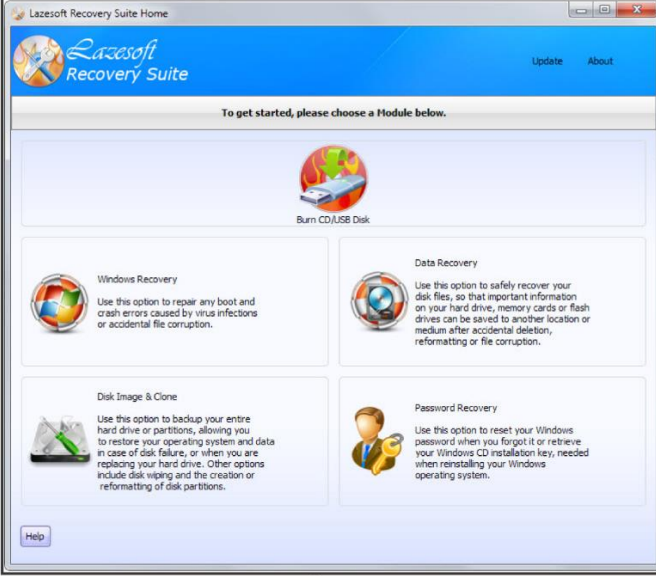 Lazesoft Recovery Suite Home
Lazesoft
Recovery Suite
Update About
To get started, please choose a Module below.
Burn CD/USB Disk
Windows Recovery
Use this option to repair any boot and
crash errors caused by virus infections
or accidental file corruption.
Data Recovery
Use this option to safely recover your
disk files, so that important information
on your hard drive, memory cards or flash
drives can be saved to another location or
medium after accidental deletion,
reformatting or file corruption.
Disk Image & Clone
Use this option to backup your entire
hard drive or partitions, allowing you
to restore your operating system and data
in case of disk failure, or when you are
replacing your hard drive. Other options
include disk wiping and the creation or
reformatting of disk partitions.
Password Recovery
Use this option to reset your Windows
password when you forgot it or retrieve
your Windows CD installation key, needed
when reinstalling your Windows
operating system.
Help